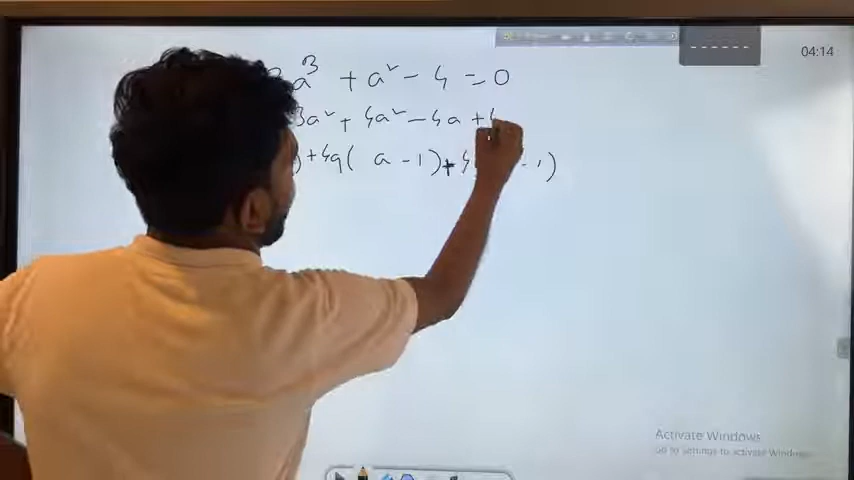 04:14
3a³ + a² - 4 = 0
3a² + 4a² - 4a + 4
) + 4a( a - 1) + 4 - 1)
Activate Windows
Go to Settings to activate Windows.